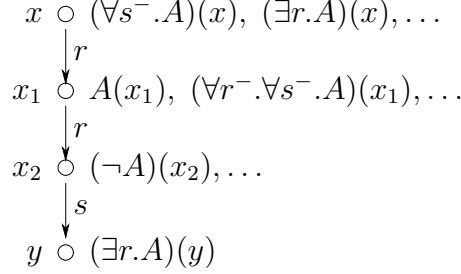 x (∀s⁻.A)(x), (∃r.A)(x),...
r
x₁ A(x₁), (∀r⁻.∀s⁻.A)(x₁),...
r
x₂ (¬A)(x₂),...
s
y (∃r.A)(y)